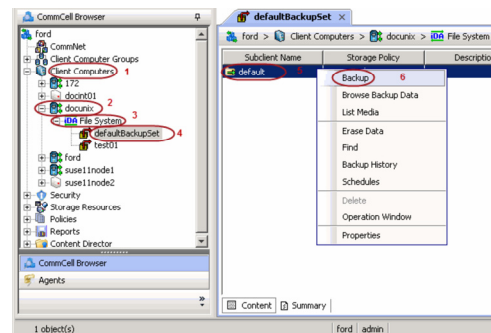 CommCell Browser
ford
CommNet
Client Computer Groups
Client Computers 1
172
docint01
docunix 2
iDA File System 3
defaultBackupSet 4
test01
ford
suse11node1
suse11node2
Security
Storage Resources
Policies
Reports
Content Director
CommCell Browser
Agents
1 object(s)
defaultBackupSet
ford > Client Computers > docunix > iDA File System
Subclient Name Storage Policy Descriptio
default 5
Backup 6
Browse Backup Data
List Media
Erase Data
Find
Backup History
Schedules
Delete
Operation Window
Properties
Content Summary
ford admin